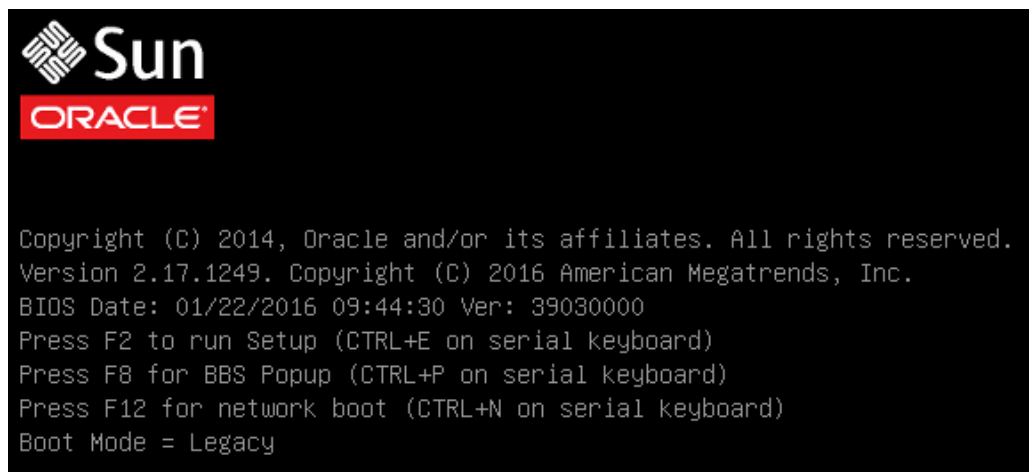 Sun
ORACLE
Copyright (C) 2014, Oracle and/or its affiliates. All rights reserved.
Version 2.17.1249. Copyright (C) 2016 American Megatrends, Inc.
BIOS Date: 01/22/2016 09:44:30 Ver: 39030000
Press F2 to run Setup (CTRL+E on serial keyboard)
Press F8 for BBS Popup (CTRL+P on serial keyboard)
Press F12 for network boot (CTRL+N on serial keyboard)
Boot Mode = Legacy